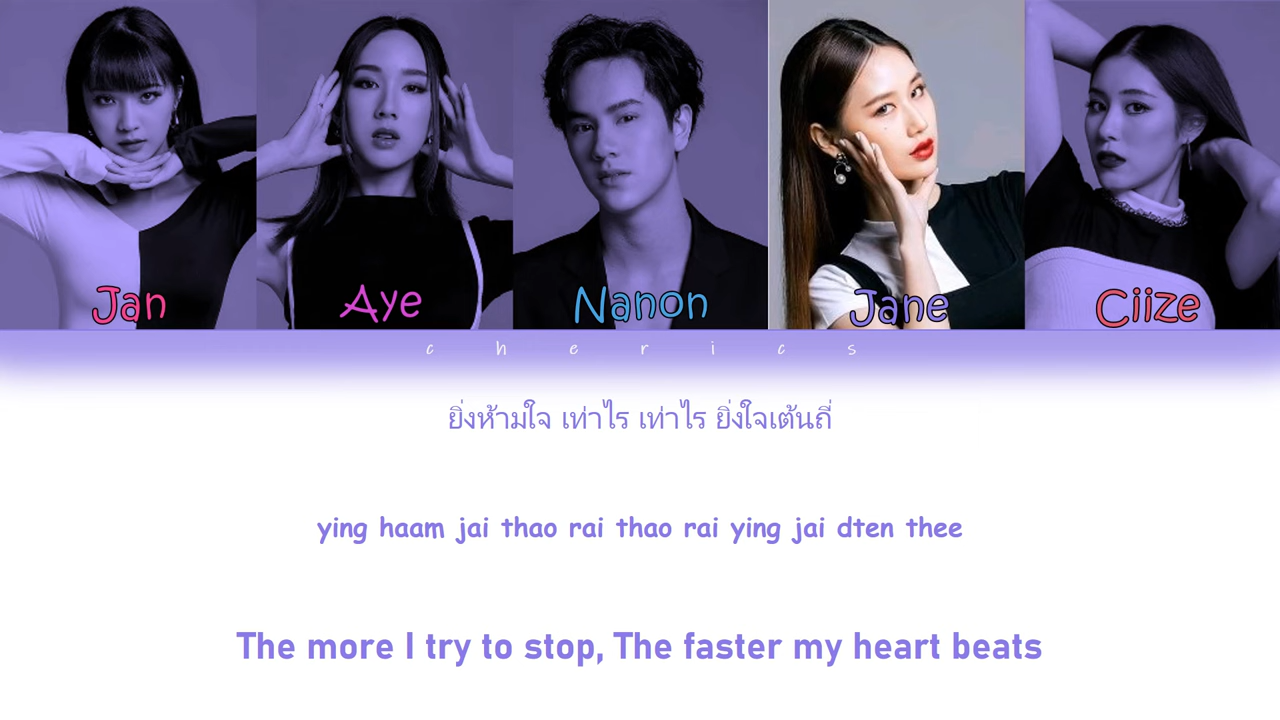 Jan Aye Nanon Jane Ciize
c h e r i c s
ยิ่งห้ามใจ เท่าไร เท่าไร ยิ่งใจเต้นถี่
ying haam jai thao rai thao rai ying jai dten thee
The more I try to stop, The faster my heart beats